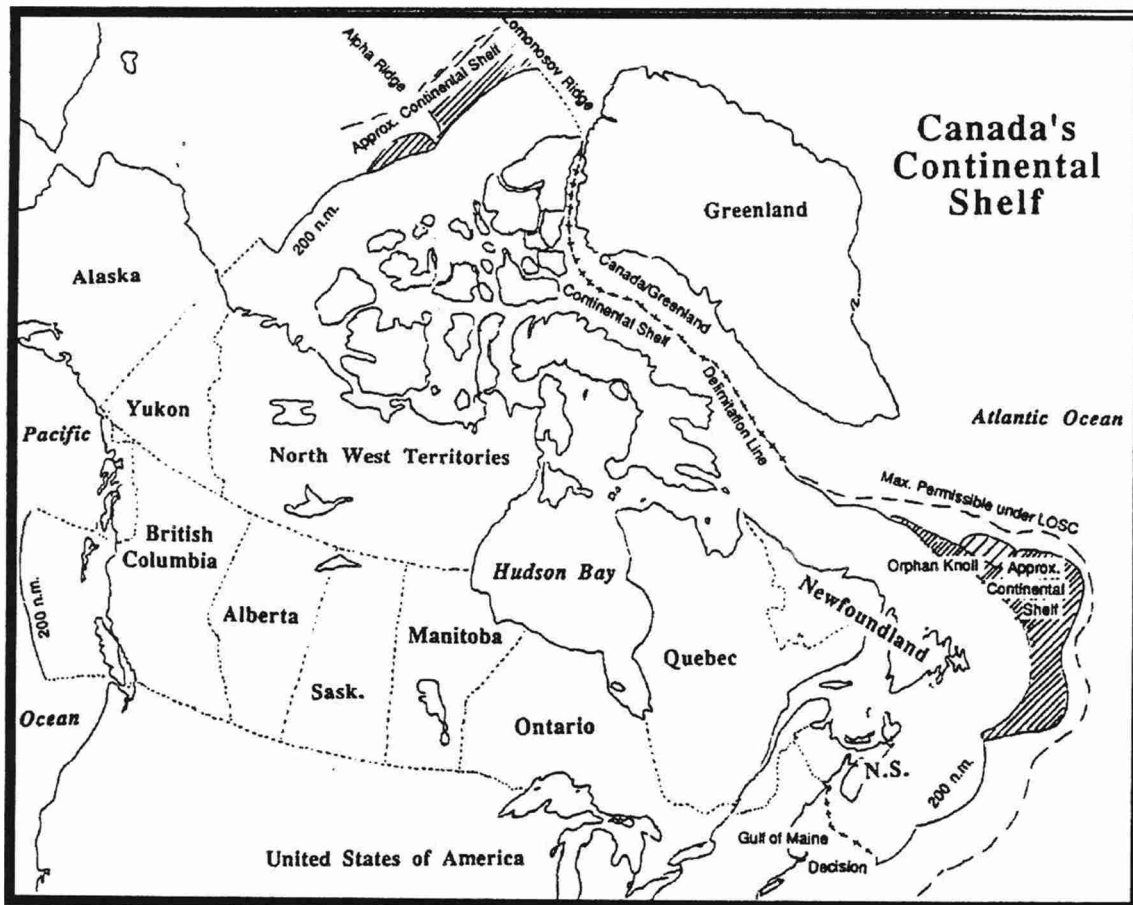 Canada's
Continental
Shelf
Alpha Ridge
Lomonosov Ridge
Approx. Continental Shelf
200 n.m.
Greenland
Alaska
Canada/Greenland
Continental Shelf
Delimitation Line
Yukon
Pacific
Atlantic Ocean
North West Territories
Max. Permissible under LOSC
British
Columbia
Hudson Bay
Orphan Knoll
Approx.
Continental
Shelf
200 n.m.
Alberta
Manitoba
Newfoundland
Quebec
Sask.
Ocean
Ontario
N.S.
200 n.m.
Gulf of Maine
Decision
United States of America